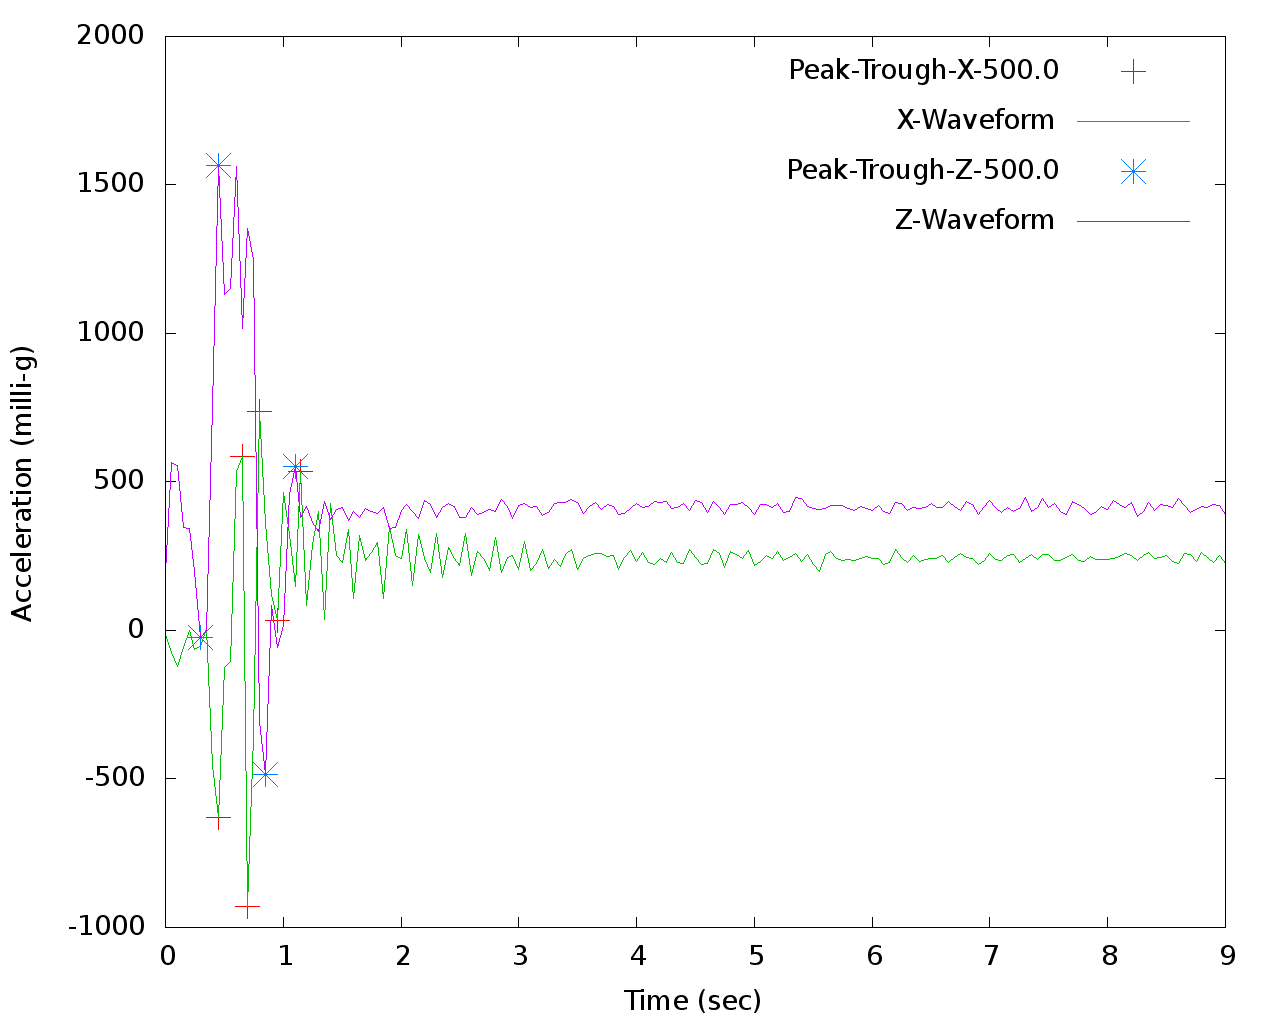 2000
1500
1000
500
0
-500
-1000
Acceleration (milli-g)
Peak-Trough-X-500.0
X-Waveform
Peak-Trough-Z-500.0
Z-Waveform
0 1 2 3 4 5 6 7 8 9
Time (sec)